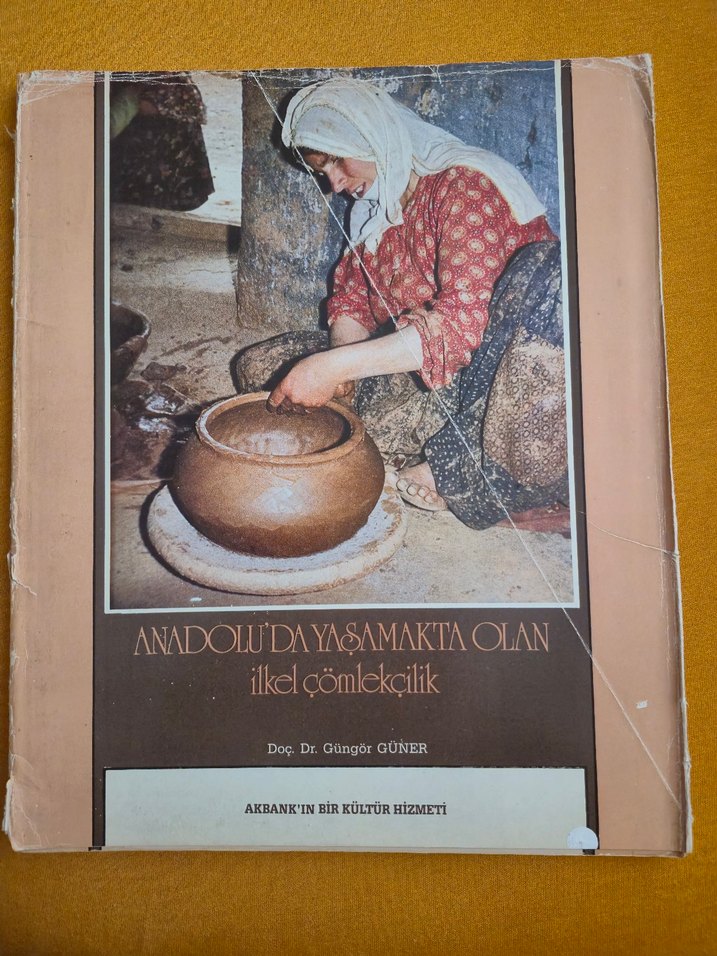 ANADOLU'DA YAŞAMAKTA OLAN
ilkel çömlekçilik
Doç. Dr. Güngör GÜNER
AKBANK'IN BİR KÜLTÜR HİZMETİ